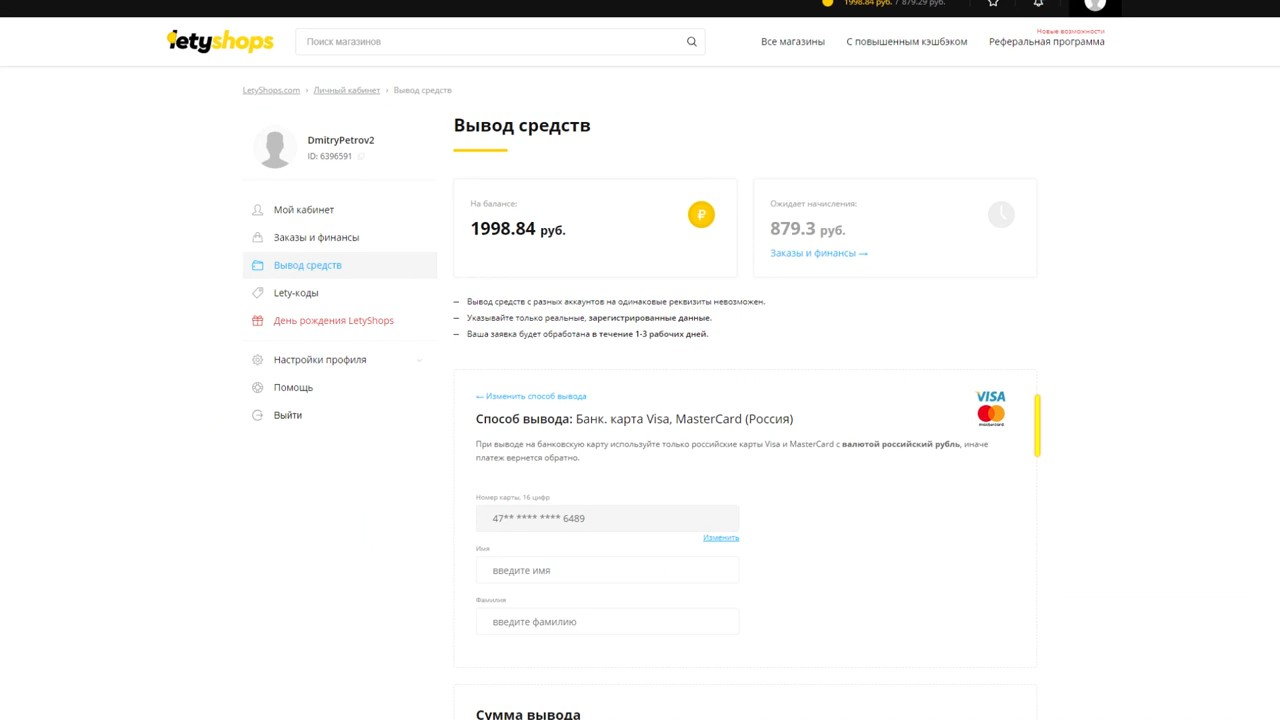 1998.84 руб. / 879.29 руб.
letyshops
Поиск магазинов
Все магазины
С повышенным кэшбэком
Новые возможности
Реферальная программа
LetyShops.com › Личный кабинет › Вывод средств
DmitryPetrov2
ID: 6396591
Мой кабинет
Заказы и финансы
Вывод средств
Lety-коды
День рождения LetyShops
Настройки профиля
Помощь
Выйти
Вывод средств
На балансе:
1998.84 руб.
Ожидает начисления:
879.3 руб.
Заказы и финансы →
— Вывод средств с разных аккаунтов на одинаковые реквизиты невозможен.
— Указывайте только реальные, зарегистрированные данные.
— Ваша заявка будет обработана в течение 1-3 рабочих дней.
← Изменить способ вывода
VISA
mastercard
Способ вывода: Банк. карта Visa, MasterCard (Россия)
При выводе на банковскую карту используйте только российские карты Visa и MasterCard с валютой российский рубль, иначе
платеж вернется обратно.
Номер карты, 16 цифр
47** **** **** 6489
Изменить
Имя
введите имя
Фамилия
введите фамилию
Сумма вывода